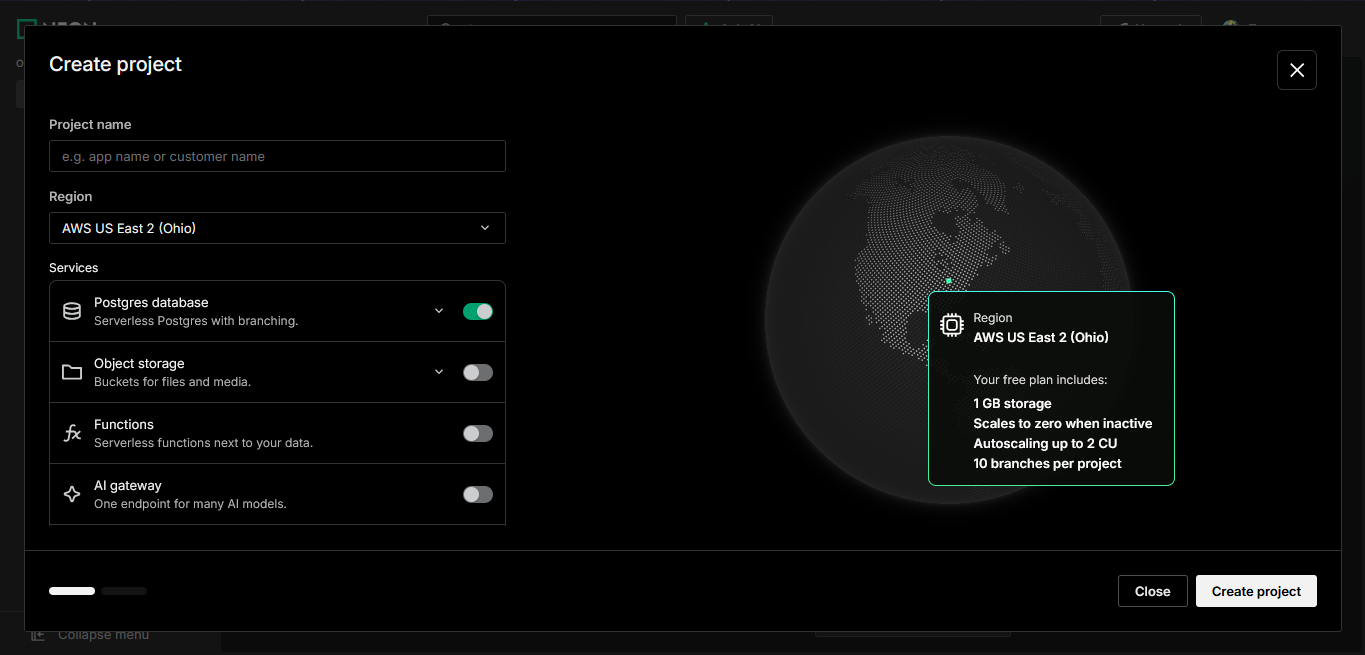 Create project
Project name
e.g. app name or customer name
Region
AWS US East 2 (Ohio)
Services
Postgres database
Serverless Postgres with branching.
Object storage
Buckets for files and media.
Functions
Serverless functions next to your data.
AI gateway
One endpoint for many AI models.
Region
AWS US East 2 (Ohio)
Your free plan includes:
1 GB storage
Scales to zero when inactive
Autoscaling up to 2 CU
10 branches per project
Close
Create project
Collapse menu